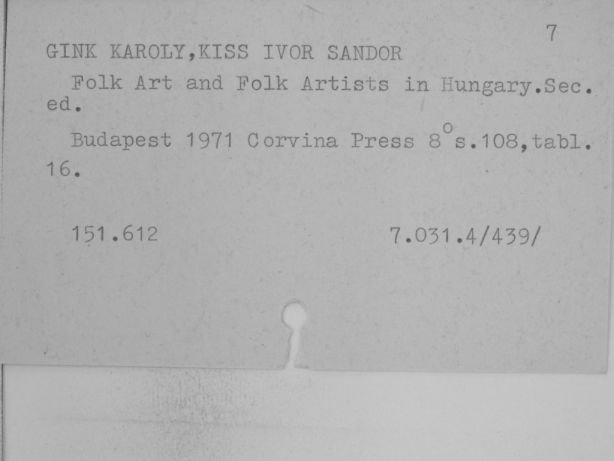 7
GINK KAROLY,KISS IVOR SANDOR
Folk Art and Folk Artists in Hungary.Sec.
ed.
Budapest 1971 Corvina Press 8°s.108,tabl.
16.
151.612 7.031.4/439/